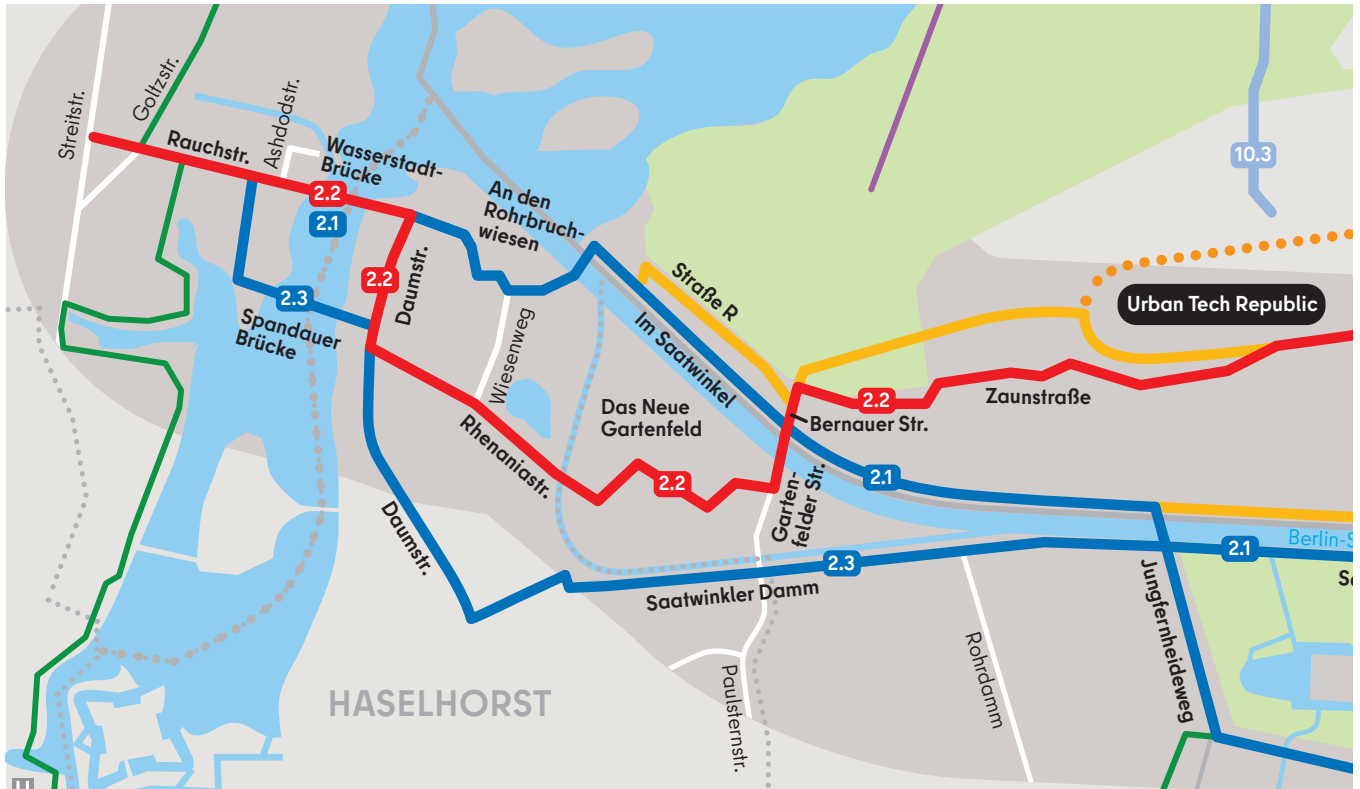 Streitstr.
Goltzstr.
Rauchstr.
Ashdodstr.
Wasserstadt-
Brücke
2.2
2.1
An den
Rohrbruch-
wiesen
10.3
2.3
Spandauer
Brücke
2.2
Daumstr.
Straße R
Im Saatwinkel
Urban Tech Republic
Wiesenweg
Das Neue
Gartenfeld
2.2
Zaunstraße
Bernauer Str.
Rhenaniastr.
2.2
2.1
Garten-
felder Str.
Daumstr.
2.3
Saatwinkler Damm
2.1
Berlin-S
Jungfernheideweg
Rohrdamm
Paulsternstr.
HASELHORST